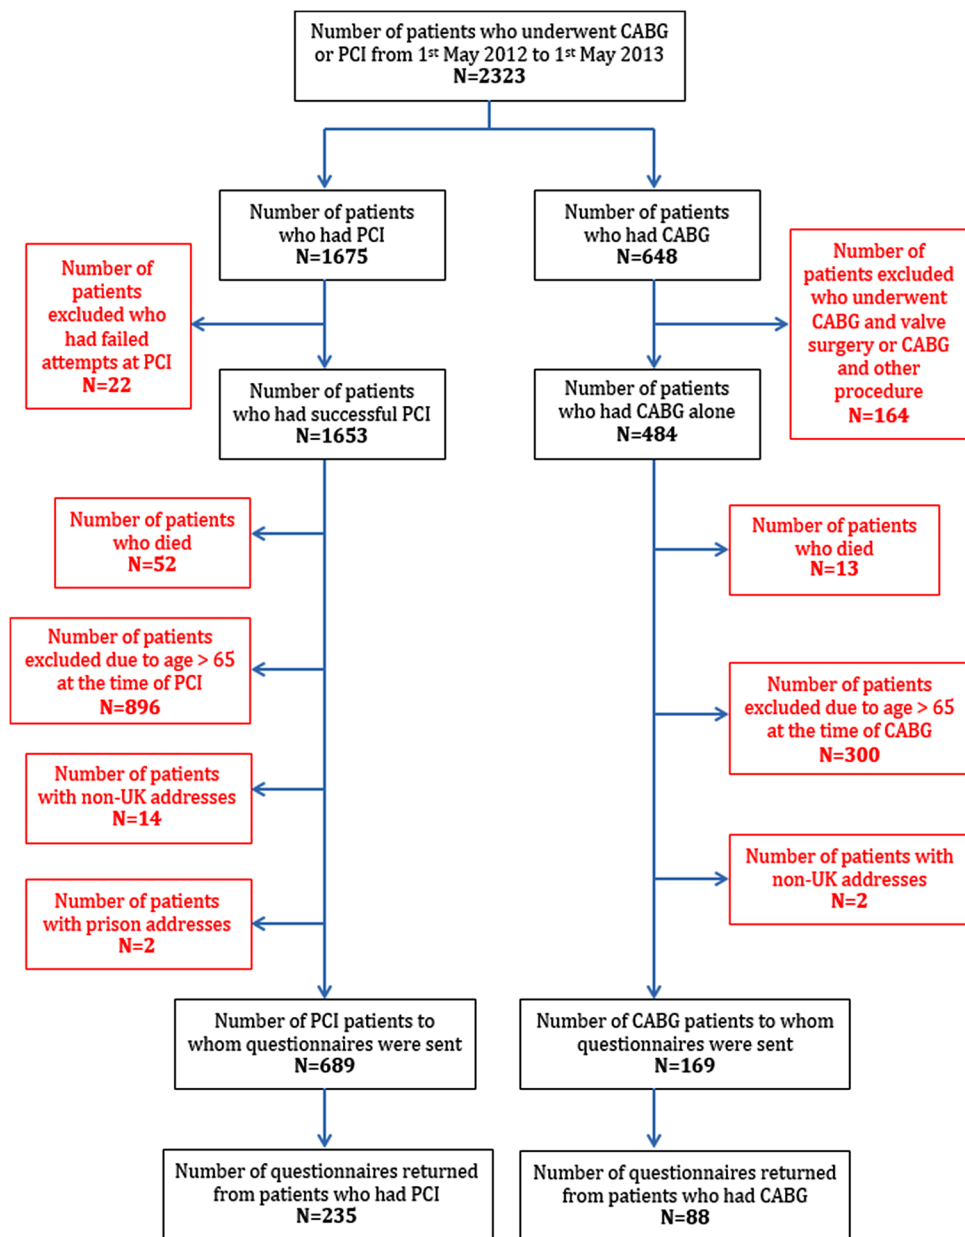 Number of patients who underwent CABG
or PCI from 1st May 2012 to 1st May 2013
N=2323
Number of patients
who had PCI
N=1675
Number of patients
who had CABG
N=648
Number of
patients
excluded who
had failed
attempts at PCI
N=22
Number of
patients excluded
who underwent
CABG and valve
surgery or CABG
and other
procedure
N=164
Number of patients
who had successful PCI
N=1653
Number of patients
who had CABG alone
N=484
Number of patients
who died
N=52
Number of patients
who died
N=13
Number of patients
excluded due to age > 65
at the time of PCI
N=896
Number of patients
excluded due to age > 65
at the time of CABG
N=300
Number of patients
with non-UK addresses
N=14
Number of patients with
non-UK addresses
N=2
Number of patients
with prison addresses
N=2
Number of PCI patients to
whom questionnaires were sent
N=689
Number of CABG patients to whom
questionnaires were sent
N=169
Number of questionnaires returned
from patients who had PCI
N=235
Number of questionnaires returned
from patients who had CABG
N=88